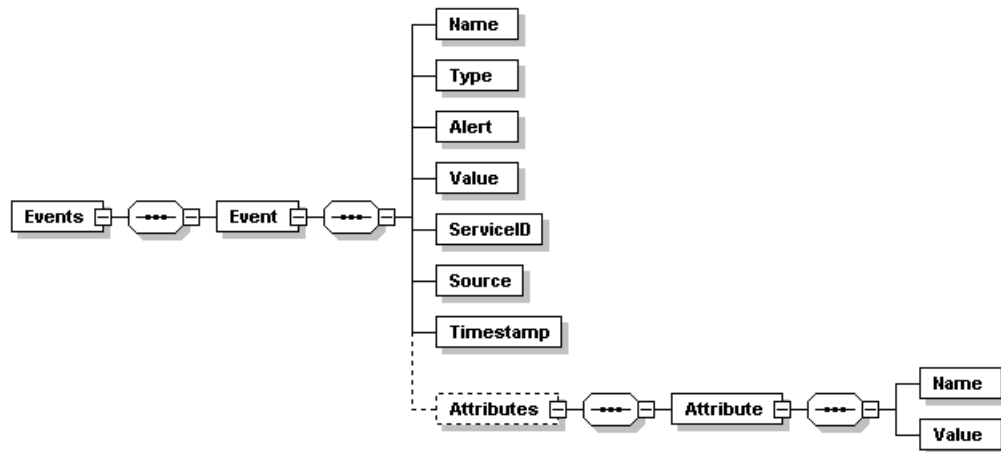 Name
Type
Alert
Value
Events
Event
ServiceID
Source
Timestamp
Attributes
Attribute
Name
Value